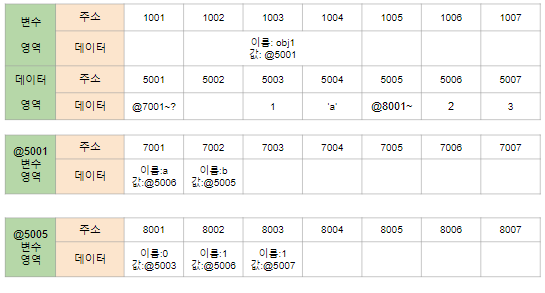 변수 영역 주소 1001 1002 1003 1004 1005 1006 1007
데이터 이름: obj1 값: @5001
데이터 영역 주소 5001 5002 5003 5004 5005 5006 5007
데이터 @7001~? 1 'a' @8001~ 2 3
@5001 변수 영역 주소 7001 7002 7003 7004 7005 7006 7007
데이터 이름:a 값:@5006 이름:b 값:@5005
@5005 변수 영역 주소 8001 8002 8003 8004 8005 8006 8007
데이터 이름:0 값:@5003 이름:1 값:@5006 이름:1 값:@5007